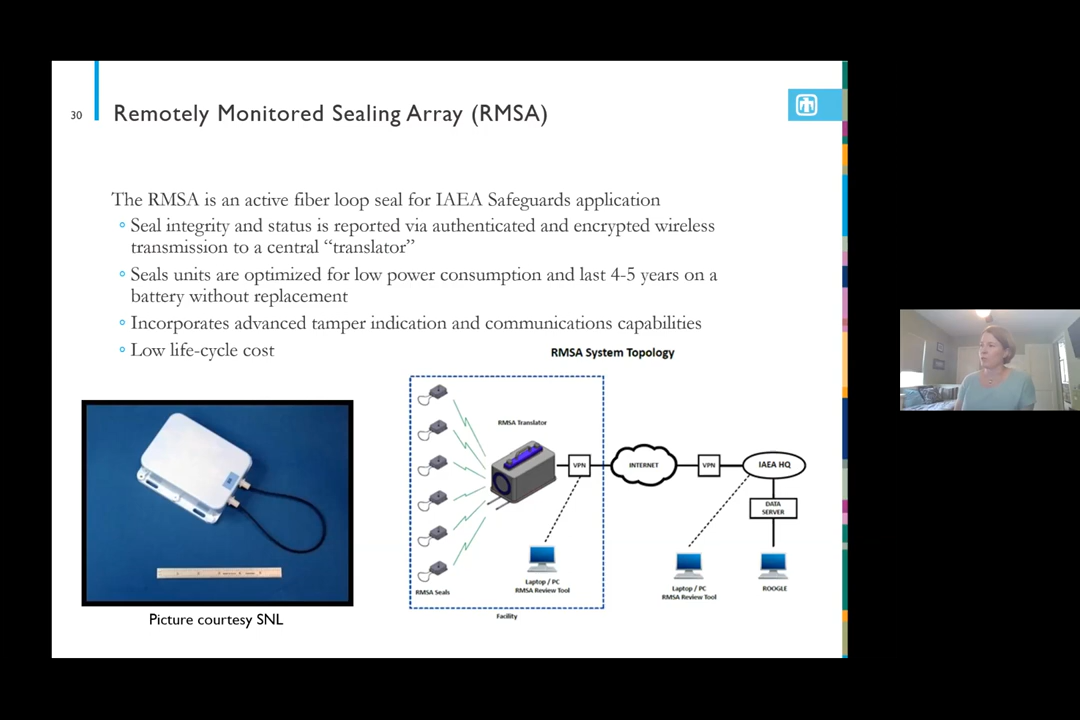 30
Remotely Monitored Sealing Array (RMSA)
The RMSA is an active fiber loop seal for IAEA Safeguards application
Seal integrity and status is reported via authenticated and encrypted wireless
transmission to a central “translator”
Seals units are optimized for low power consumption and last 4-5 years on a
battery without replacement
Incorporates advanced tamper indication and communications capabilities
Low life-cycle cost
RMSA System Topology
RMSA Translator
VPN
INTERNET
VPN
IAEA HQ
DATA
SERVER
Laptop / PC
RMSA Review Tool
Laptop / PC
RMSA Review Tool
ROOGLE
RMSA Seals
Facility
Picture courtesy SNL